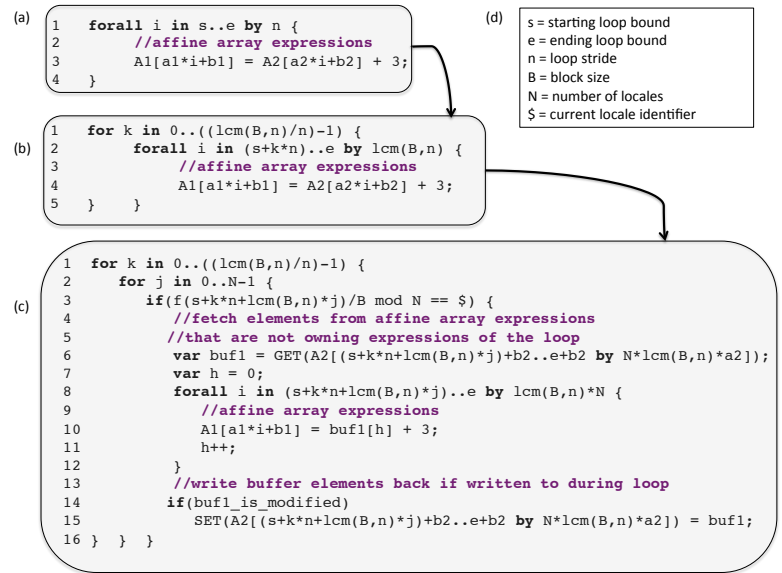 (a)
1 forall i in s..e by n {
2 //affine array expressions
3 A1[a1*i+b1] = A2[a2*i+b2] + 3;
4 }
(d)
s = starting loop bound
e = ending loop bound
n = loop stride
B = block size
N = number of locales
$ = current locale identifier
(b)
1 for k in 0..((lcm(B,n)/n)-1) {
2 forall i in (s+k*n)..e by lcm(B,n) {
3 //affine array expressions
4 A1[a1*i+b1] = A2[a2*i+b2] + 3;
5 } }
(c)
1 for k in 0..((lcm(B,n)/n)-1) {
2 for j in 0..N-1 {
3 if(f(s+k*n+lcm(B,n)*j)/B mod N == $) {
4 //fetch elements from affine array expressions
5 //that are not owning expressions of the loop
6 var buf1 = GET(A2[(s+k*n+lcm(B,n)*j)+b2..e+b2 by N*lcm(B,n)*a2]);
7 var h = 0;
8 forall i in (s+k*n+lcm(B,n)*j)..e by lcm(B,n)*N {
9 //affine array expressions
10 A1[a1*i+b1] = buf1[h] + 3;
11 h++;
12 }
13 //write buffer elements back if written to during loop
14 if(buf1_is_modified)
15 SET(A2[(s+k*n+lcm(B,n)*j)+b2..e+b2 by N*lcm(B,n)*a2]) = buf1;
16 } } }